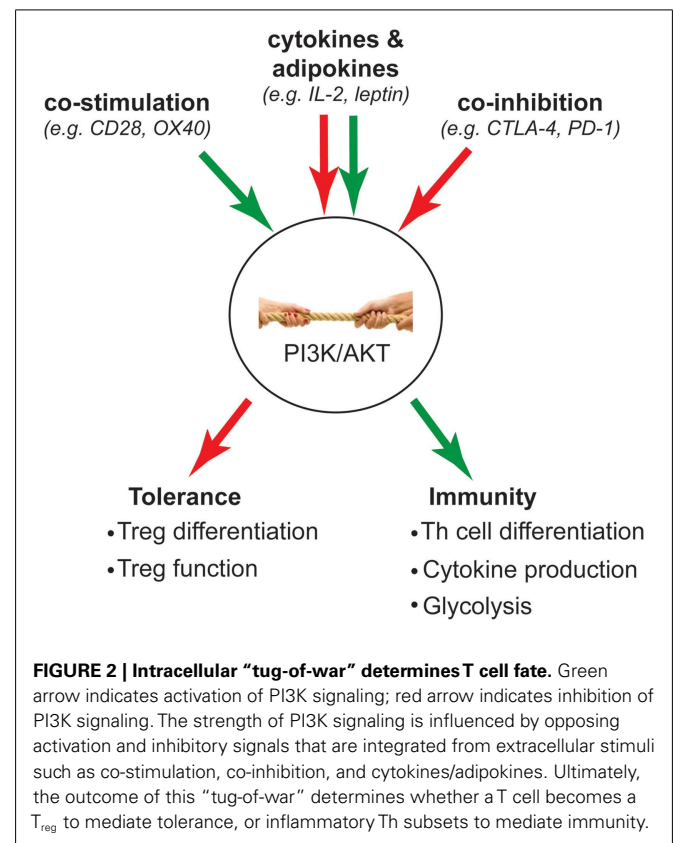 cytokines &
adipokines
(e.g. IL-2, leptin)
co-stimulation
(e.g. CD28, OX40)
co-inhibition
(e.g. CTLA-4, PD-1)
PI3K/AKT
Tolerance
• Treg differentiation
• Treg function
Immunity
• Th cell differentiation
• Cytokine production
• Glycolysis
FIGURE 2 | Intracellular “tug-of-war” determines T cell fate. Green
arrow indicates activation of PI3K signaling; red arrow indicates inhibition of
PI3K signaling. The strength of PI3K signaling is influenced by opposing
activation and inhibitory signals that are integrated from extracellular stimuli
such as co-stimulation, co-inhibition, and cytokines/adipokines. Ultimately,
the outcome of this “tug-of-war” determines whether a T cell becomes a
Treg to mediate tolerance, or inflammatory Th subsets to mediate immunity.